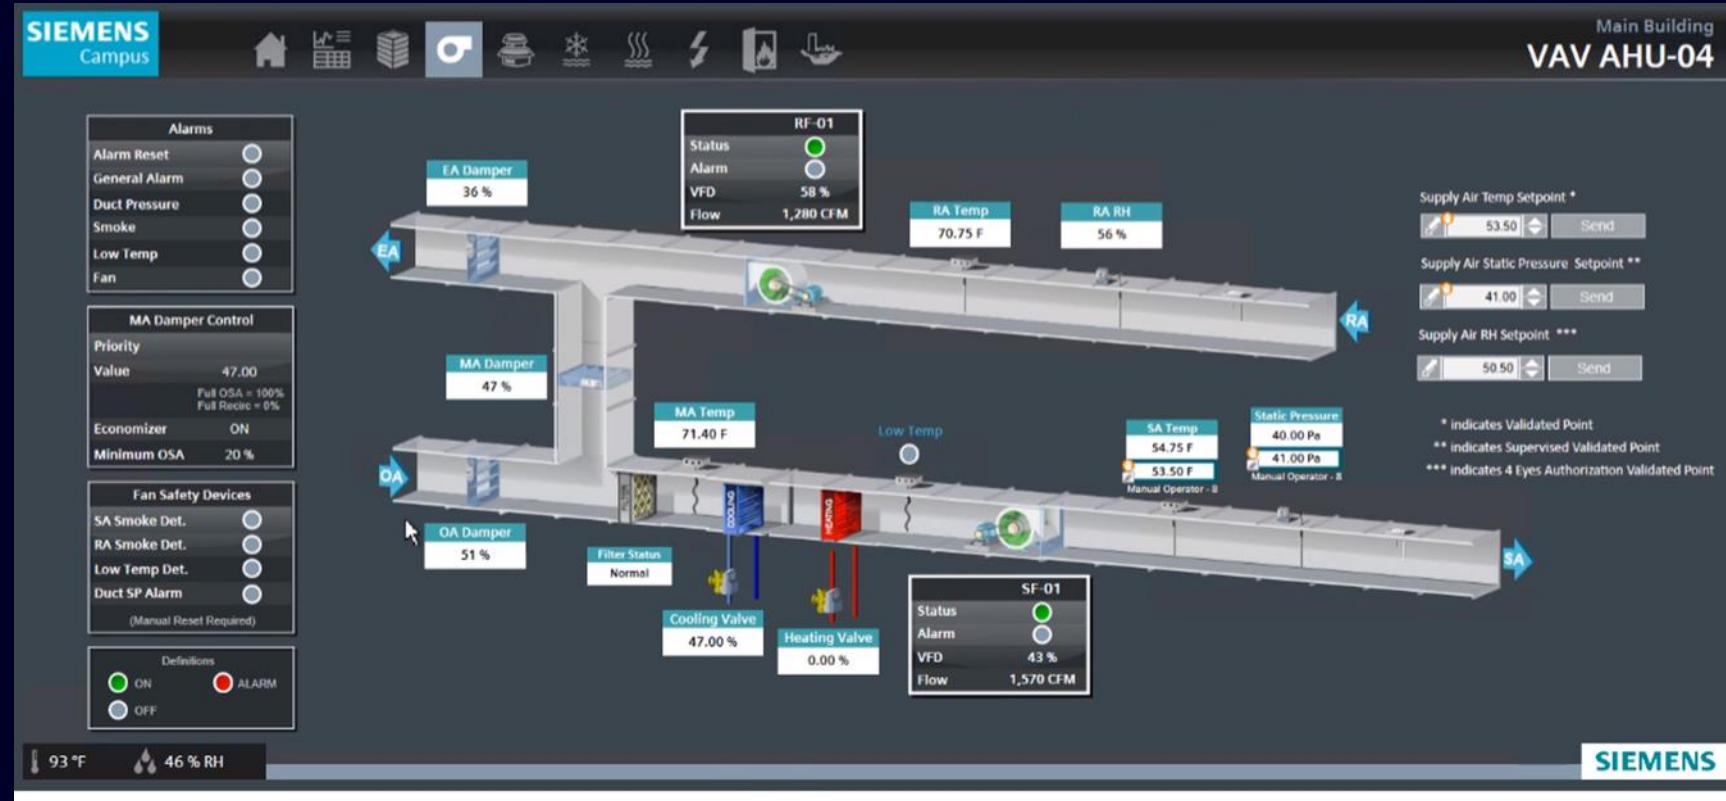 SIEMENS
Campus
Main Building
VAV AHU-04
Alarms
Alarm Reset
General Alarm
Duct Pressure
Smoke
Low Temp
Fan
MA Damper Control
Priority
Value 47.00
Full OSA = 100%
Full Recirc = 0%
Economizer ON
Minimum OSA 20 %
Fan Safety Devices
SA Smoke Det.
RA Smoke Det.
Low Temp Det.
Duct SP Alarm
(Manual Reset Required)
Definitions
ON ALARM
OFF
EA Damper
36 %
RF-01
Status
Alarm
VFD 58 %
Flow 1,280 CFM
RA Temp
70.75 F
RA RH
56 %
EA
RA
MA Damper
47 %
MA Temp
71.40 F
Low Temp
SA Temp
54.75 F
53.50 F
Manual Operator - 8
Static Pressure
40.00 Pa
41.00 Pa
Manual Operator - 8
OA
OA Damper
51 %
FILTER
COOLING
HEATING
SA
Filter Status
Normal
Cooling Valve
47.00 %
Heating Valve
0.00 %
SF-01
Status
Alarm
VFD 43 %
Flow 1,570 CFM
Supply Air Temp Setpoint *
53.50 Send
Supply Air Static Pressure Setpoint **
41.00 Send
Supply Air RH Setpoint ***
50.50 Send
* indicates Validated Point
** indicates Supervised Validated Point
*** indicates 4 Eyes Authorization Validated Point
93 °F 46 % RH
SIEMENS